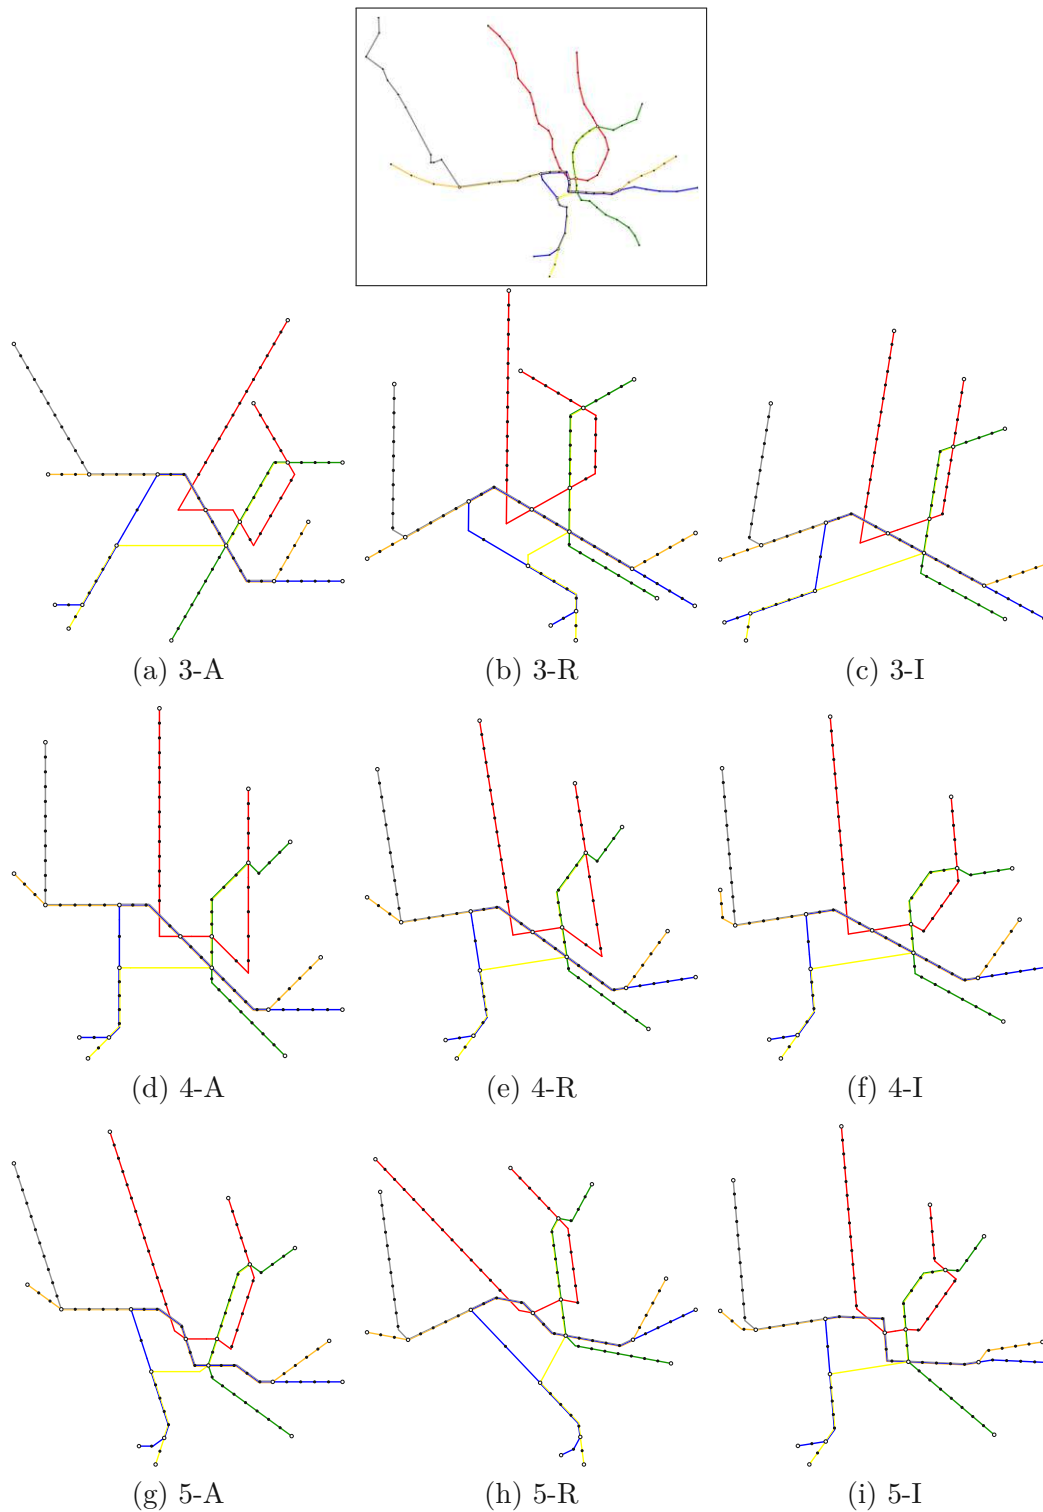 (a) 3-A
(b) 3-R
(c) 3-I
(d) 4-A
(e) 4-R
(f) 4-I
(g) 5-A
(h) 5-R
(i) 5-I